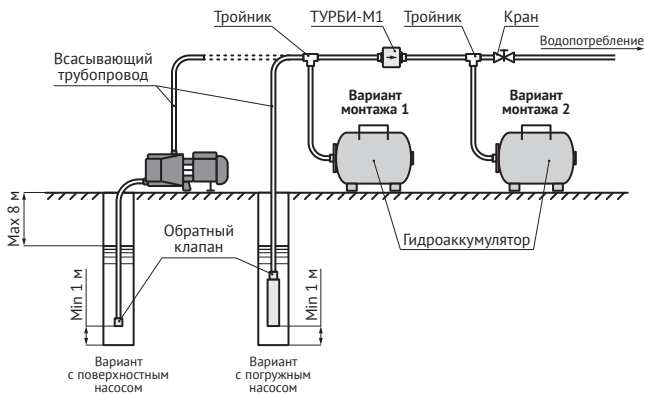 Тройник
ТУРБИ-М1
Тройник
Кран
Водопотребление
Всасывающий
трубопровод
Вариант
монтажа 1
Вариант
монтажа 2
Max 8 м
Обратный
клапан
Гидроаккумулятор
Min 1 м
Min 1 м
Вариант
с поверхностным
насосом
Вариант
с погружным
насосом